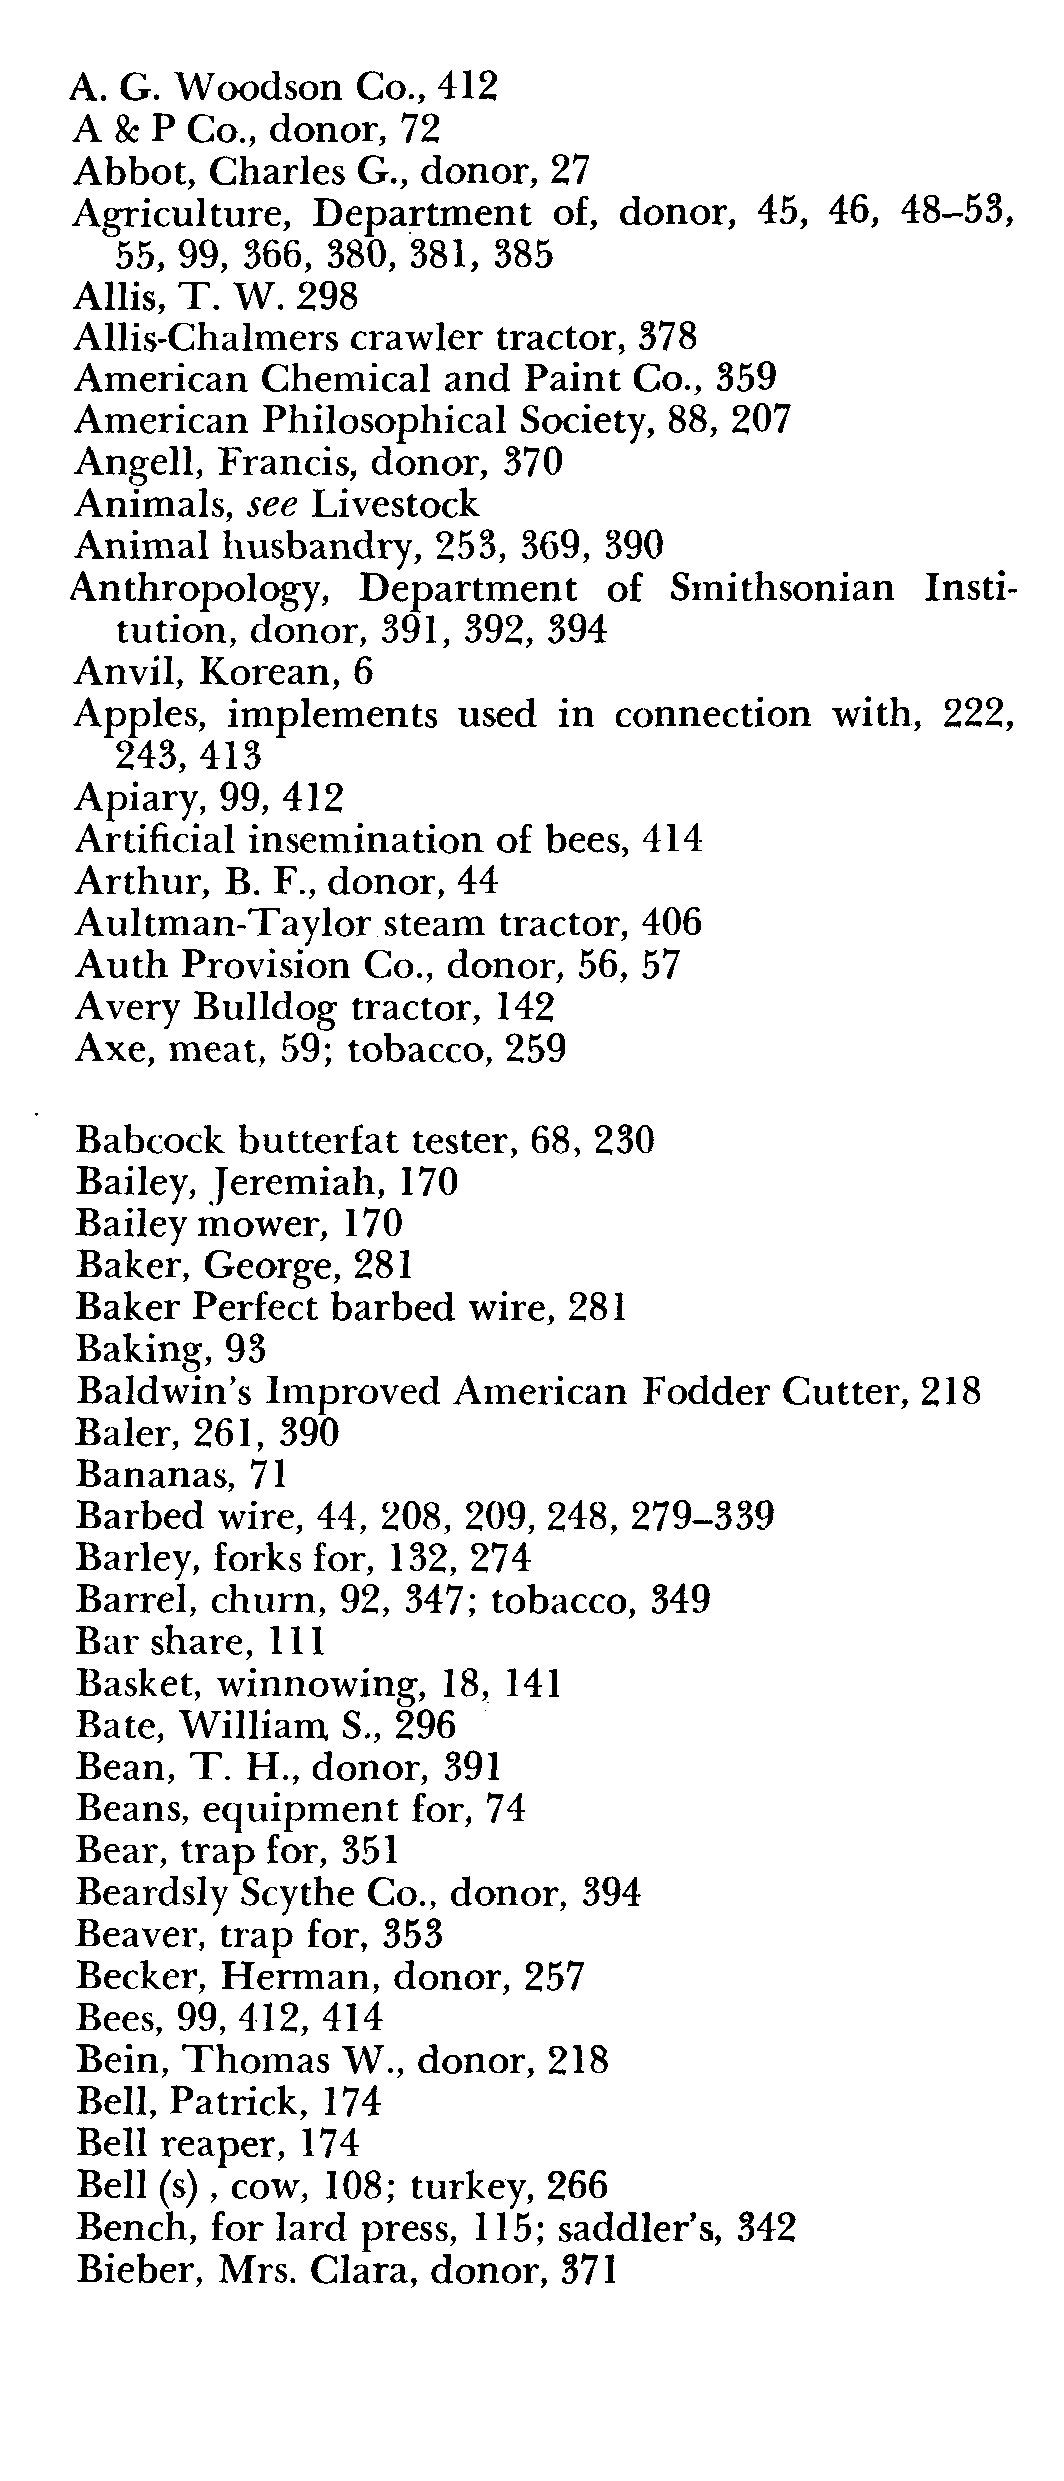 A. G. Woodson Co., 412
A & P Co., donor, 72
Abbot, Charles G., donor, 27
Agriculture, Department of, donor, 45, 46, 48–53,
55, 99, 366, 380, 381, 385
Allis, T. W. 298
Allis-Chalmers crawler tractor, 378
American Chemical and Paint Co., 359
American Philosophical Society, 88, 207
Angell, Francis, donor, 370
Animals, see Livestock
Animal husbandry, 253, 369, 390
Anthropology, Department of Smithsonian Insti-
tution, donor, 391, 392, 394
Anvil, Korean, 6
Apples, implements used in connection with, 222,
243, 413
Apiary, 99, 412
Artificial insemination of bees, 414
Arthur, B. F., donor, 44
Aultman-Taylor steam tractor, 406
Auth Provision Co., donor, 56, 57
Avery Bulldog tractor, 142
Axe, meat, 59; tobacco, 259
Babcock butterfat tester, 68, 230
Bailey, Jeremiah, 170
Bailey mower, 170
Baker, George, 281
Baker Perfect barbed wire, 281
Baking, 93
Baldwin's Improved American Fodder Cutter, 218
Baler, 261, 390
Bananas, 71
Barbed wire, 44, 208, 209, 248, 279–339
Barley, forks for, 132, 274
Barrel, churn, 92, 347; tobacco, 349
Bar share, 111
Basket, winnowing, 18, 141
Bate, William S., 296
Bean, T. H., donor, 391
Beans, equipment for, 74
Bear, trap for, 351
Beardsly Scythe Co., donor, 394
Beaver, trap for, 353
Becker, Herman, donor, 257
Bees, 99, 412, 414
Bein, Thomas W., donor, 218
Bell, Patrick, 174
Bell reaper, 174
Bell (s) , cow, 108; turkey, 266
Bench, for lard press, 115; saddler's, 342
Bieber, Mrs. Clara, donor, 371